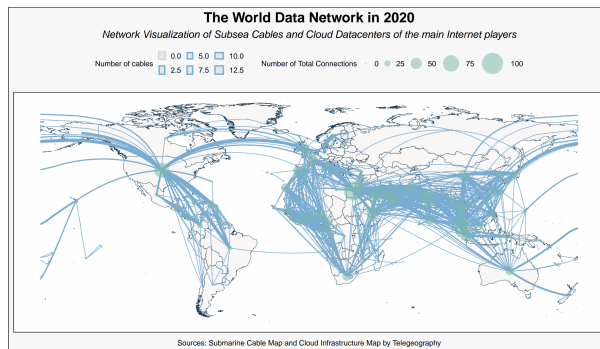 The World Data Network in 2020
Network Visualization of Subsea Cables and Cloud Datacenters of the main Internet players
Number of cables
0.0
5.0
10.0
2.5
7.5
12.5
Number of Total Connections
0
25
50
75
100
Sources: Submarine Cable Map and Cloud Infrastructure Map by Telegeography